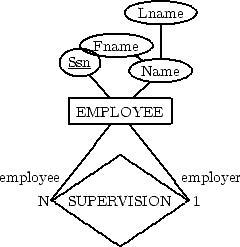 Lname
Fname
Ssn
Name
EMPLOYEE
employee employer
N SUPERVISION 1